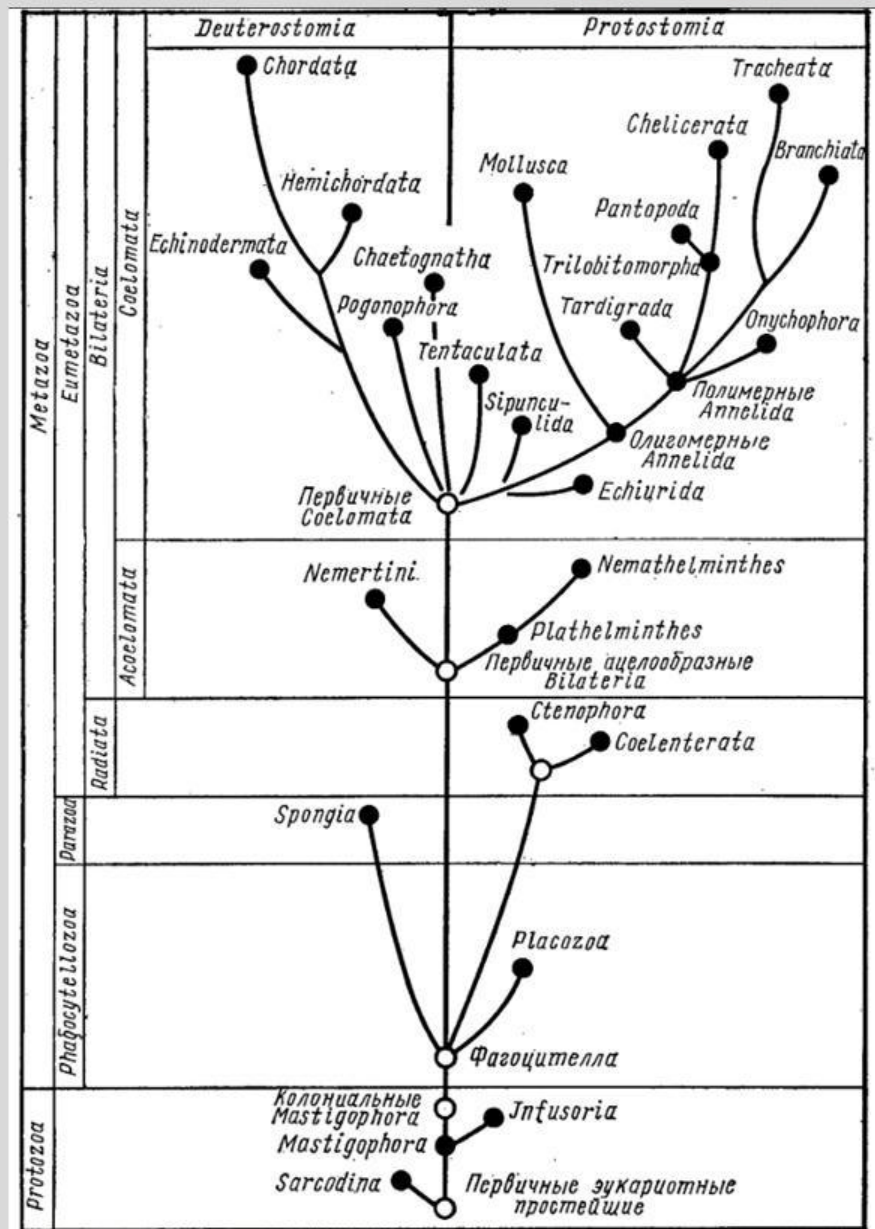 Deuterostomia
Protostomia
Chordata
Tracheata
Chelicerata
Branchiata
Mollusca
Hemichordata
Pantopoda
Echinodermata
Chaetognatha
Trilobitomorpha
Pogonophora
Tardigrada
Onychophora
Tentaculata
Sipuncu-
lida
Полимерные
Annelida
Олигомерные
Annelida
Echiurida
Первичные
Coelomata
Nemertini.
Nemathelminthes
Plathelminthes
Первичные ацелообразные
Bilateria
Ctenophora
Coelenterata
Spongia
Placozoa
Фагоцителла
Колониальные
Mastigophora
Jnfusoria
Mastigophora
Sarcodina
Первичные эукариотные
простейшие
Metazoa
Eumetazoa
Bilateria
Coelomata
Acoelomata
Radiata
Parazoa
Phagocytellozoa
Protozoa